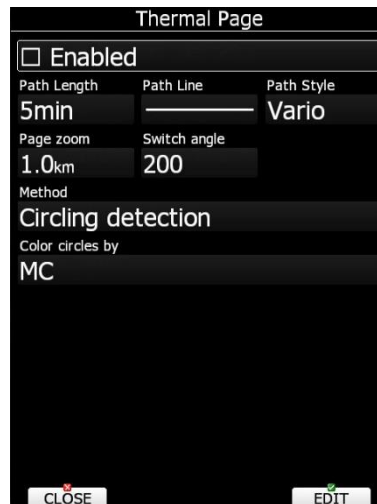 Thermal Page
Enabled
Path Length Path Line Path Style
5min Vario
Page zoom Switch angle
1.0km 200
Method
Circling detection
Color circles by
MC
CLOSE EDIT